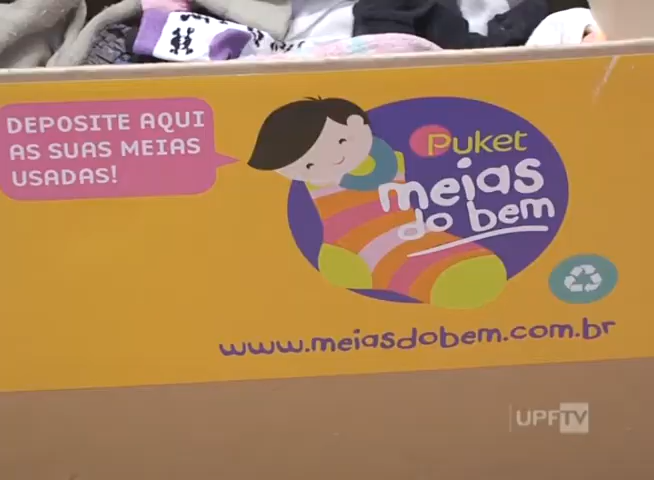 DEPOSITE AQUI
AS SUAS MEIAS
USADAS!
Puket
meias
do bem
www.meiasdobem.com.br
UPFTV